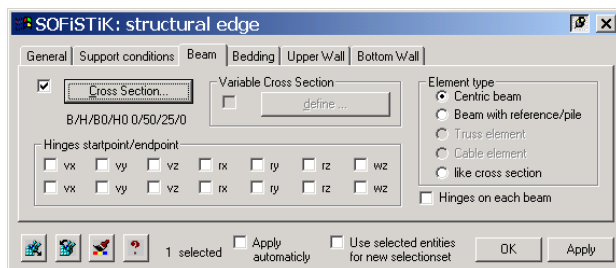 SOFiSTiK: structural edge
General Support conditions Beam Bedding Upper Wall Bottom Wall
Cross Section...
B/H/B0/H0 0/50/25/0
Variable Cross Section
define ...
Element type
Centric beam
Beam with reference/pile
Truss element
Cable element
like cross section
Hinges startpoint/endpoint
vx vy vz rx ry rz wz
vx vy vz rx ry rz wz
Hinges on each beam
1 selected
Apply
automaticly
Use selected entities
for new selectionset
OK
Apply